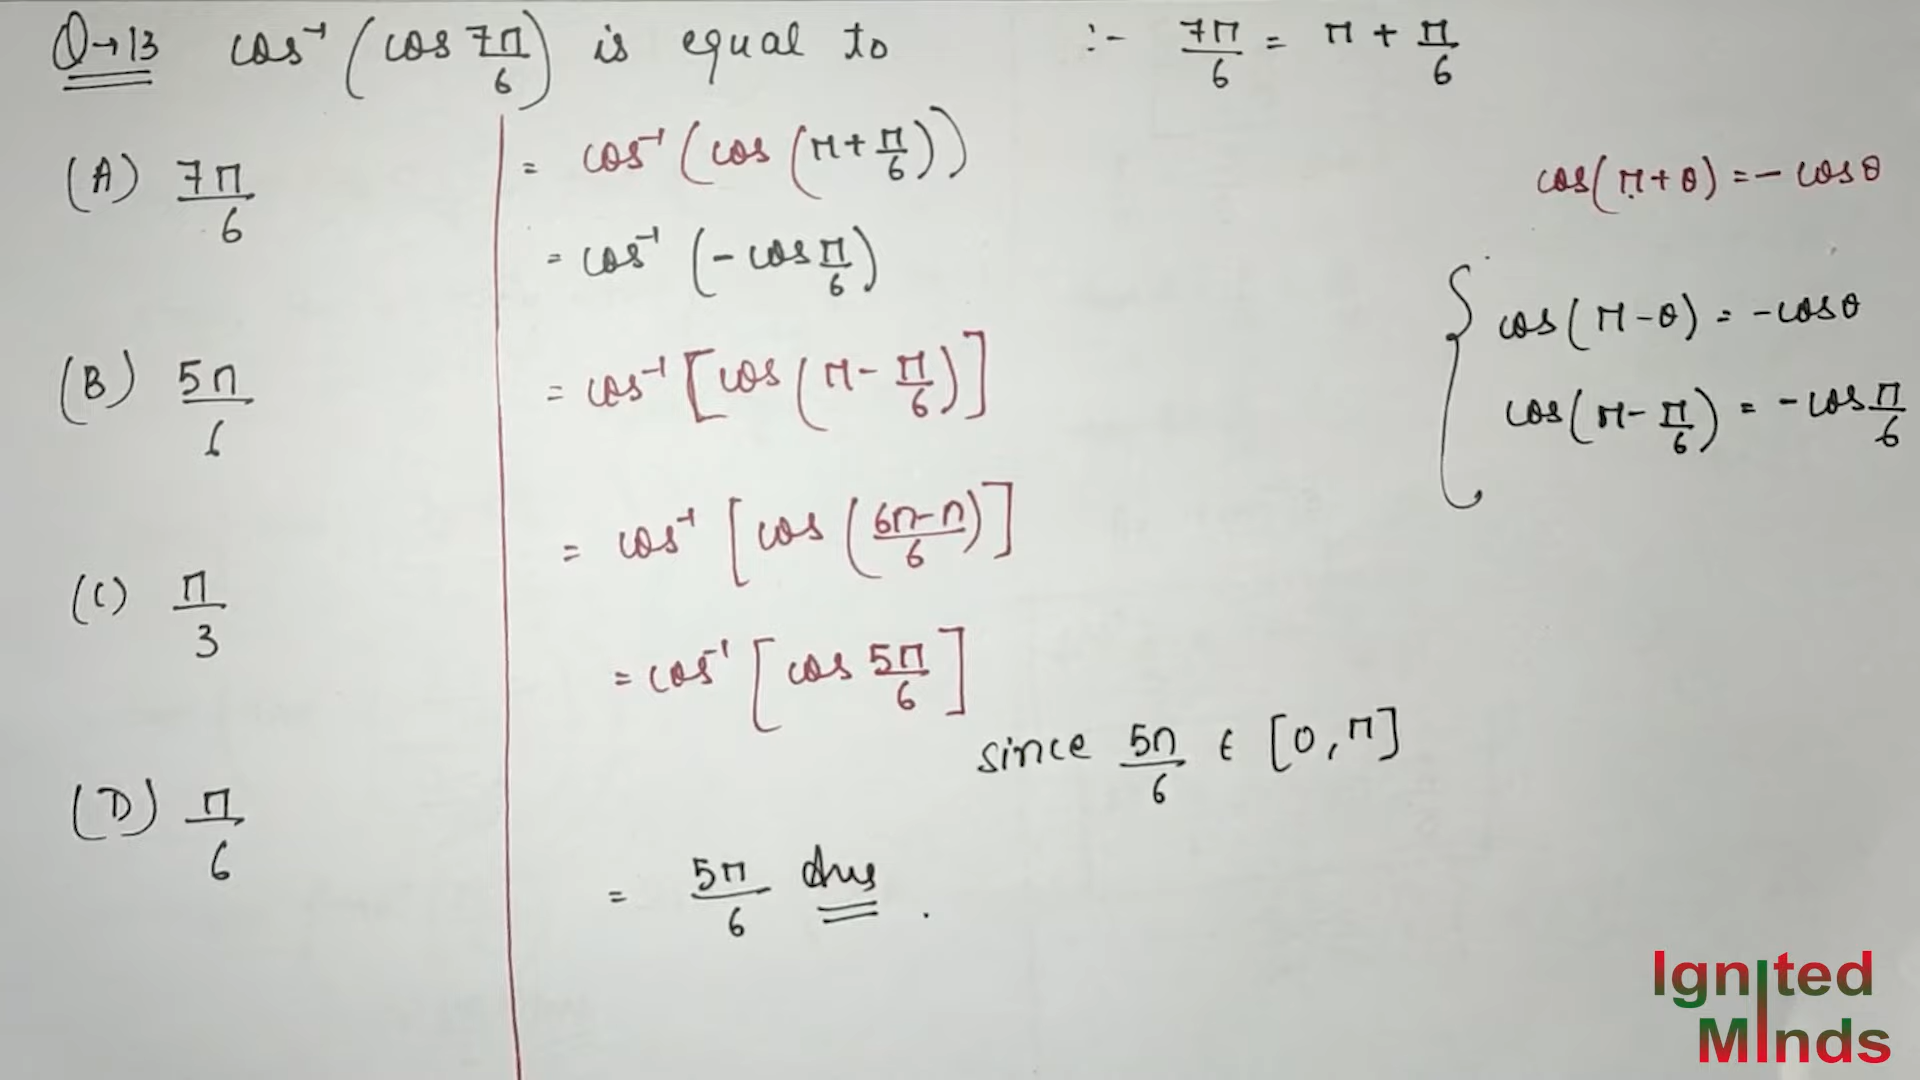 Q→13 cos⁻¹(cos 7π/6) is equal to
:- 7π/6 = π + π/6
(A) 7π/6
(B) 5π/6
(C) π/3
(D) π/6
= cos⁻¹(cos(π+π/6))
= cos⁻¹(-cos π/6)
= cos⁻¹[cos(π-π/6)]
= cos⁻¹[cos((6π-π)/6)]
= cos⁻¹[cos 5π/6]
since 5π/6 ∈ [0,π]
= 5π/6 Ans.
cos(π+θ)=-cosθ
{ cos(π-θ) = -cosθ
cos(π-π/6) = -cos π/6
Ignited
Minds